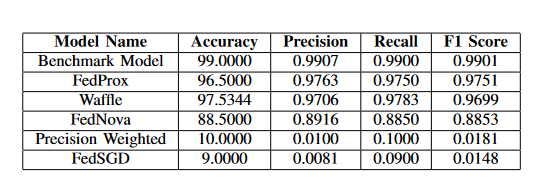 Model Name Accuracy Precision Recall F1 Score
Benchmark Model 99.0000 0.9907 0.9900 0.9901
FedProx 96.5000 0.9763 0.9750 0.9751
Waffle 97.5344 0.9706 0.9783 0.9699
FedNova 88.5000 0.8916 0.8850 0.8853
Precision Weighted 10.0000 0.0100 0.1000 0.0181
FedSGD 9.0000 0.0081 0.0900 0.0148